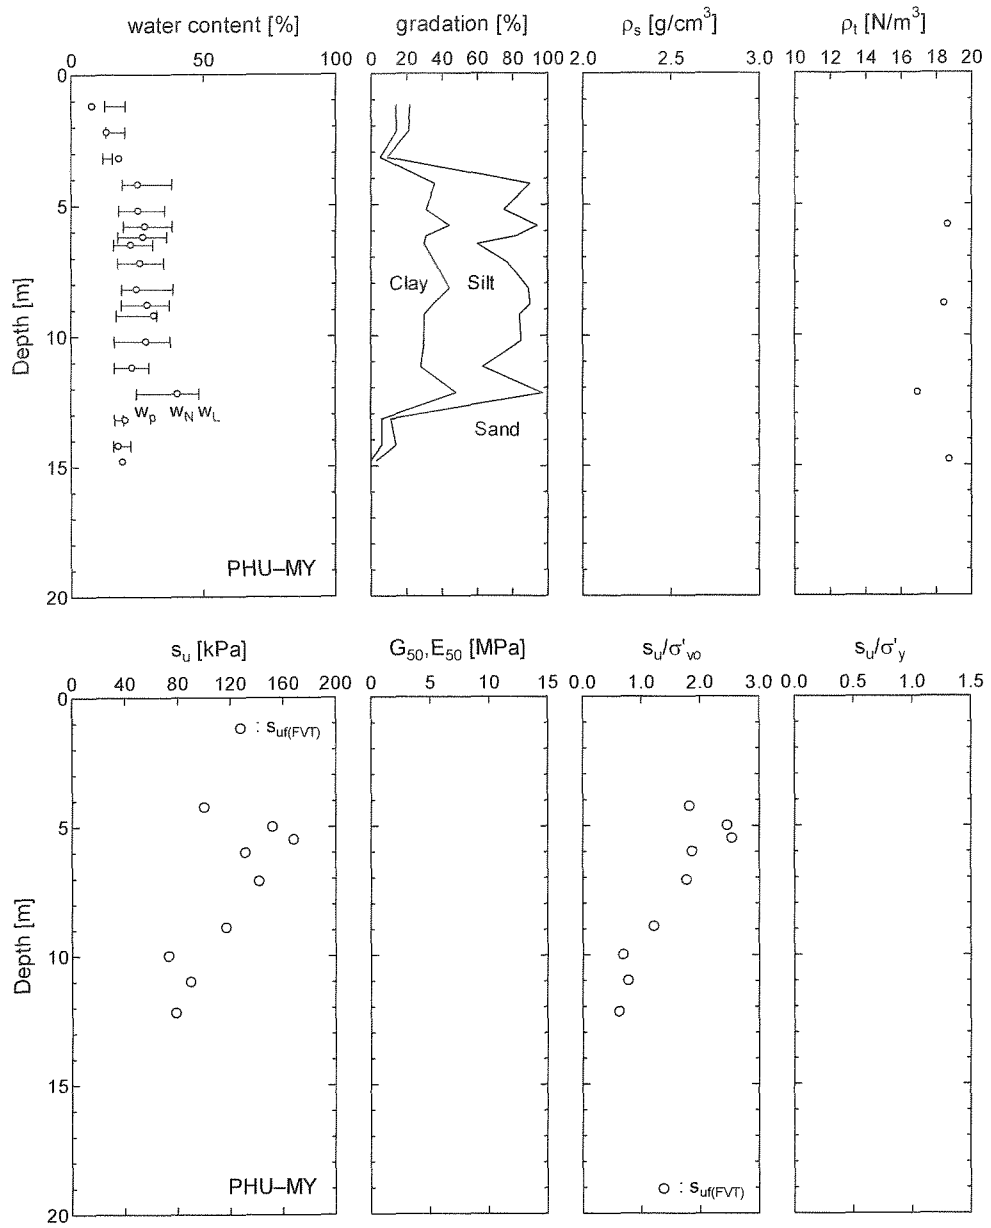 water content [%]
gradation [%]
ρs [g/cm3]
ρt [N/m3]
0 50 100
0 20 40 60 80 100
2.0 2.5 3.0
10 12 14 16 18 20
0
5
10
15
20
Depth [m]
Clay
Silt
Sand
wp wN wL
PHU–MY
su [kPa]
G50,E50 [MPa]
su/σ'vo
su/σ'y
0 40 80 120 160 200
0 5 10 15
0.0 1.0 2.0 3.0
0.0 0.5 1.0 1.5
0
5
10
15
20
Depth [m]
: suf(FVT)
: suf(FVT)
PHU–MY